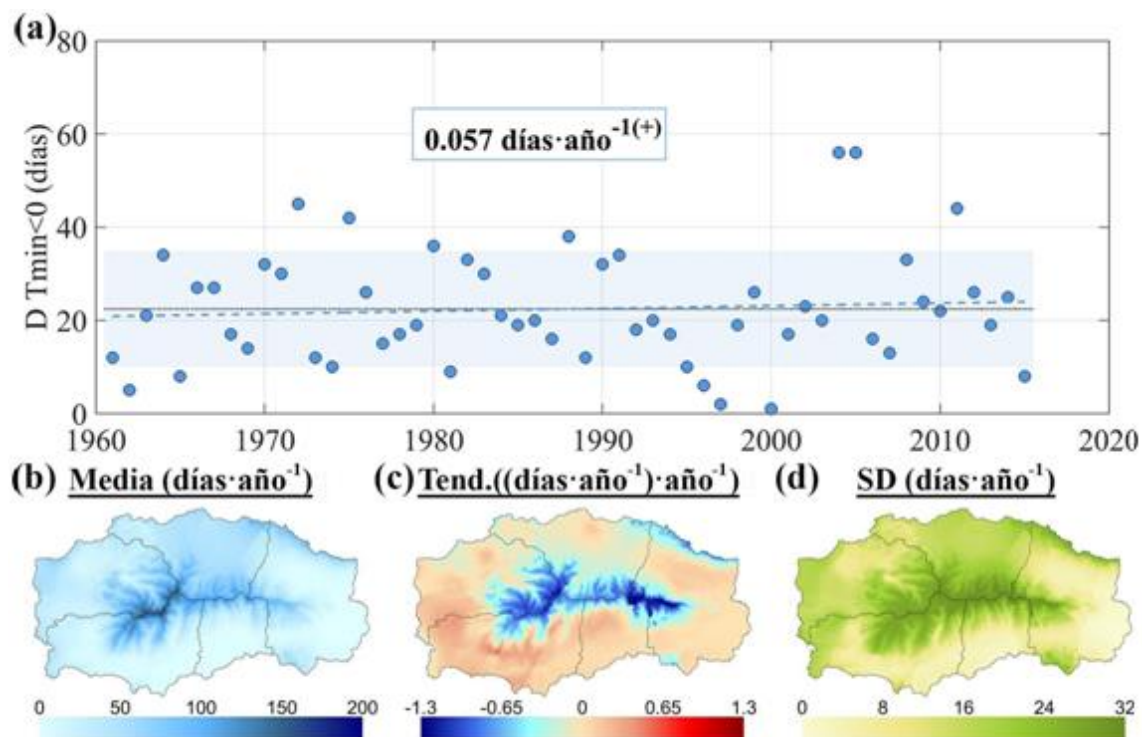 (a)
80
60
40
20
0
D Tmin<0 (días)
0.057 días·año⁻¹⁽⁺⁾
1960 1970 1980 1990 2000 2010 2020
(b) Media (días·año⁻¹) (c) Tend.((días·año⁻¹)·año⁻¹) (d) SD (días·año⁻¹)
0 50 100 150 200 -1.3 -0.65 0 0.65 1.3 0 8 16 24 32